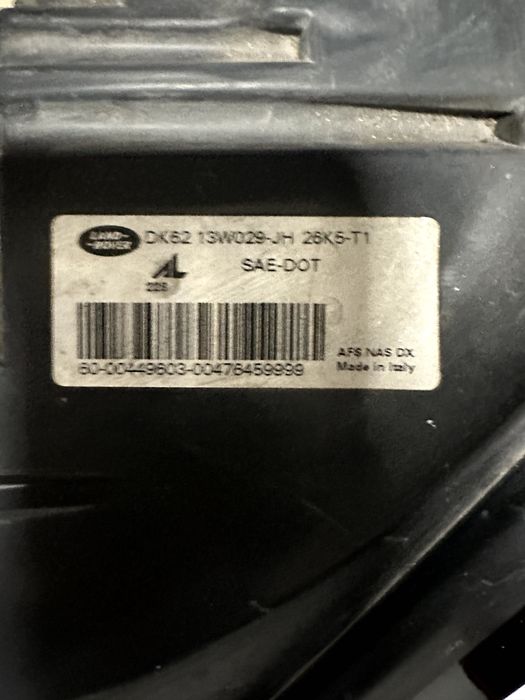 LAND-
ROVER
DK62 13W029-JH 26K5-T1
AL
SAE-DOT
60-00449603-00476459999
AFS NAS DX
Made in Italy